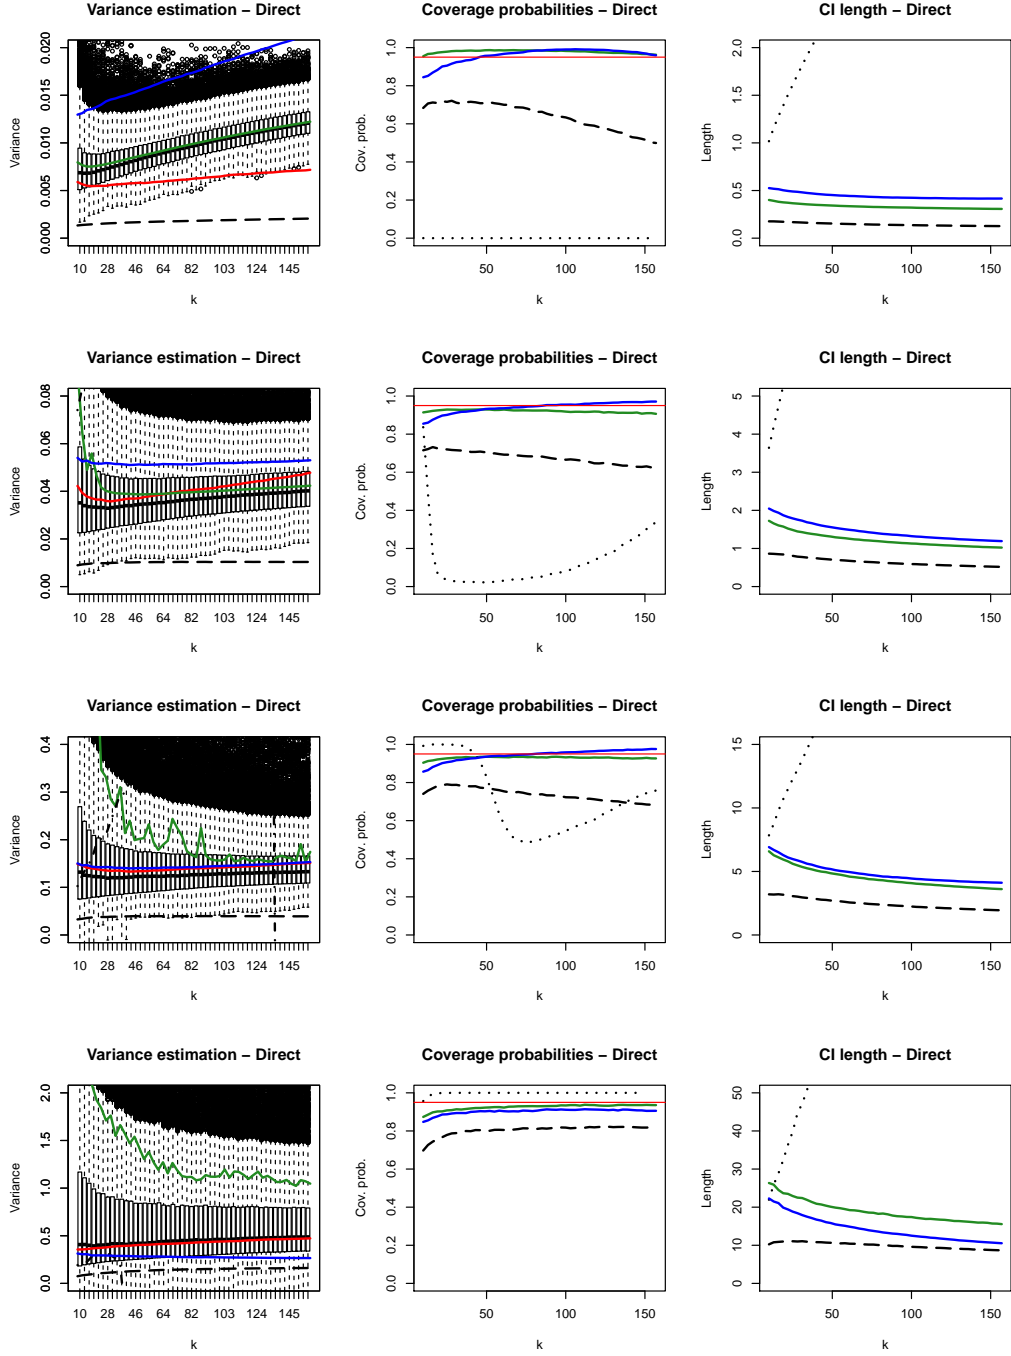 Variance estimation – Direct
Variance
0.000 0.005 0.010 0.015 0.020
10 28 46 64 82 103 124 145
k
Coverage probabilities – Direct
Cov. prob.
0.0 0.2 0.4 0.6 0.8 1.0
50 100 150
k
CI length – Direct
Length
0.0 0.5 1.0 1.5 2.0
50 100 150
k
Variance estimation – Direct
Variance
0.00 0.02 0.04 0.06 0.08
10 28 46 64 82 103 124 145
k
Coverage probabilities – Direct
Cov. prob.
0.0 0.2 0.4 0.6 0.8 1.0
50 100 150
k
CI length – Direct
Length
0 1 2 3 4 5
50 100 150
k
Variance estimation – Direct
Variance
0.0 0.1 0.2 0.3 0.4
10 28 46 64 82 103 124 145
k
Coverage probabilities – Direct
Cov. prob.
0.0 0.2 0.4 0.6 0.8 1.0
50 100 150
k
CI length – Direct
Length
0 5 10 15
50 100 150
k
Variance estimation – Direct
Variance
0.0 0.5 1.0 1.5 2.0
10 28 46 64 82 103 124 145
k
Coverage probabilities – Direct
Cov. prob.
0.0 0.2 0.4 0.6 0.8 1.0
50 100 150
k
CI length – Direct
Length
0 10 20 30 40 50
50 100 150
k